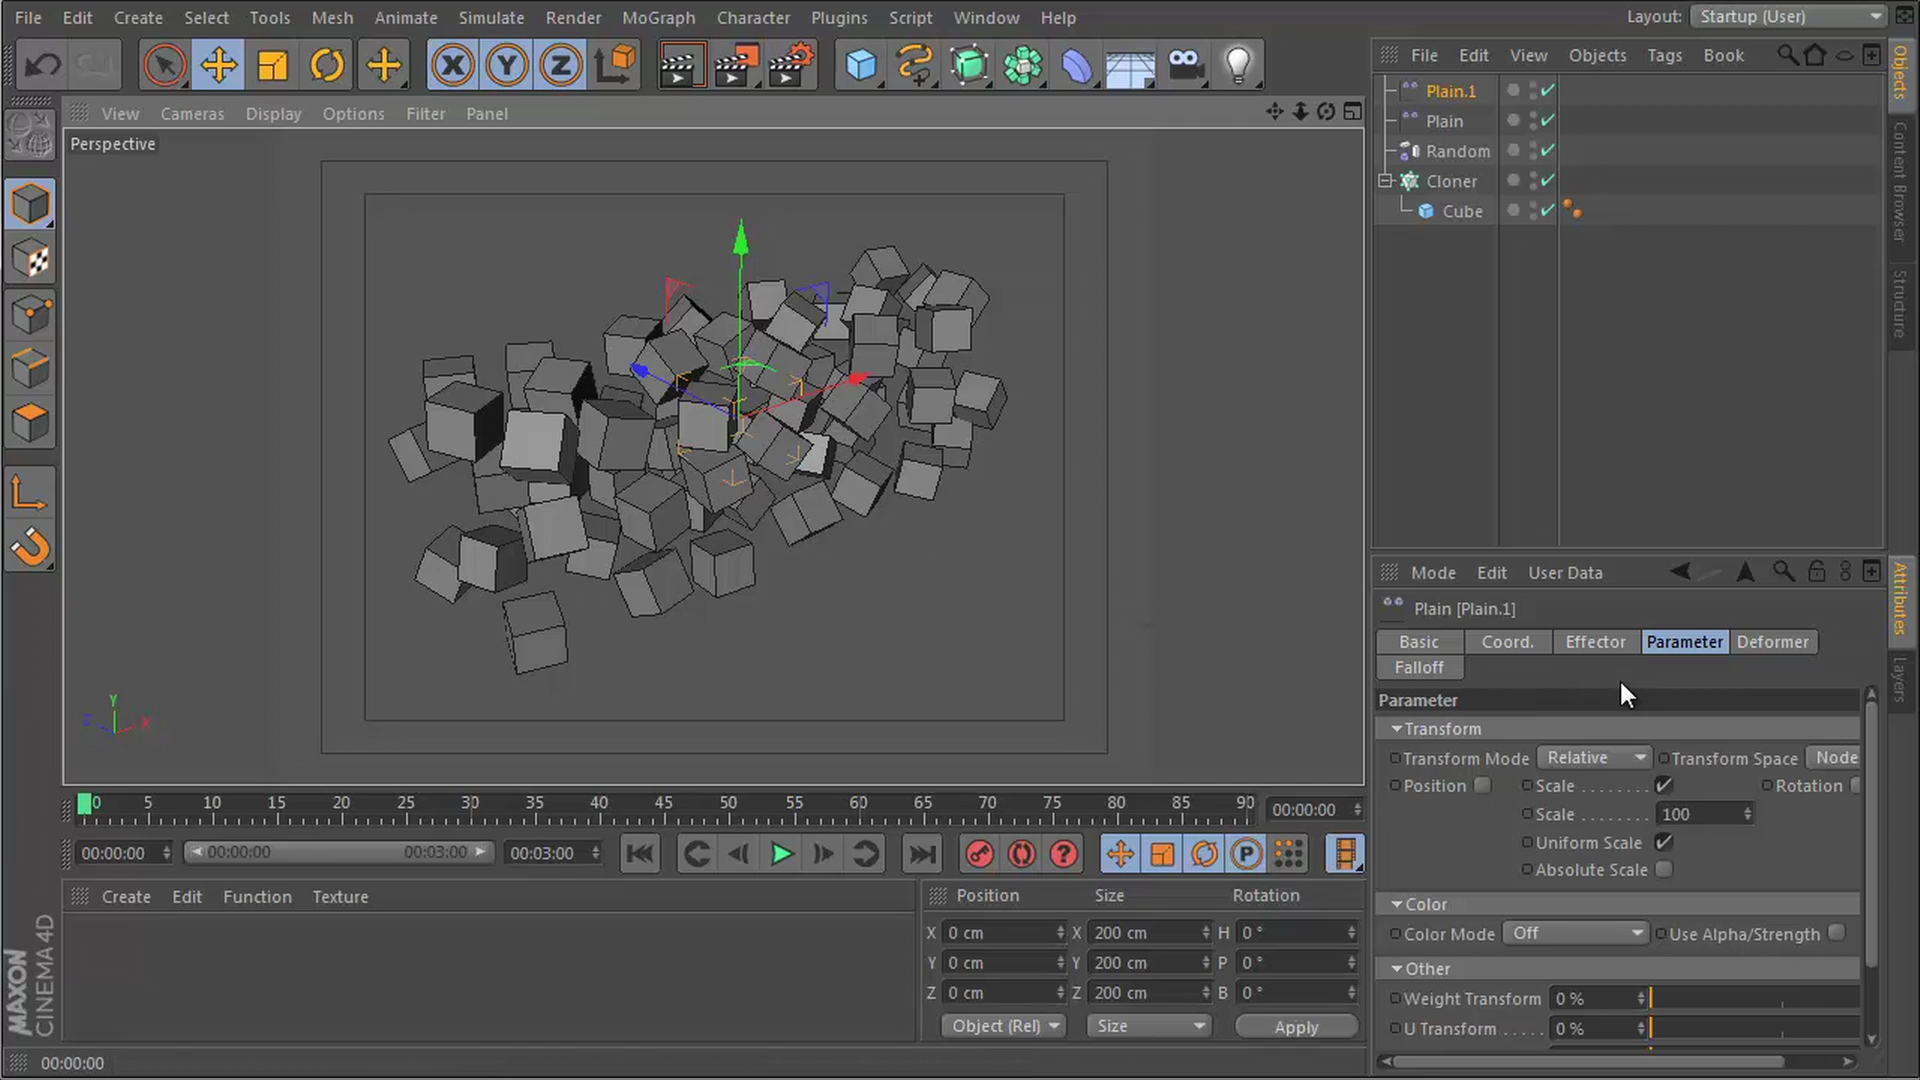 File Edit Create Select Tools Mesh Animate Simulate Render MoGraph Character Plugins Script Window Help
Layout: Startup (User)
File Edit View Objects Tags Book
Objects
Content Browser
Structure
Plain.1
Plain
Random
Cloner
Cube
X Y Z
View Cameras Display Options Filter Panel
Perspective
Y
Z X
Mode Edit User Data
Attributes
Layers
Plain [Plain.1]
Basic Coord. Effector Parameter Deformer
Falloff
Parameter
Transform
Transform Mode Relative Transform Space Node
Position Scale . . . . . . . . Rotation
Scale . . . . . . . . 100
Uniform Scale
Absolute Scale
Color
Color Mode Off Use Alpha/Strength
Other
Weight Transform 0 %
U Transform . . . . . 0 %
0 5 10 15 20 25 30 35 40 45 50 55 60 65 70 75 80 85 90 00:00:00
00:00:00 00:00:00 00:03:00 00:03:00
? P
Create Edit Function Texture
Position Size Rotation
X 0 cm X 200 cm H 0 °
Y 0 cm Y 200 cm P 0 °
Z 0 cm Z 200 cm B 0 °
Object (Rel) Size Apply
MAXON
CINEMA 4D
00:00:00